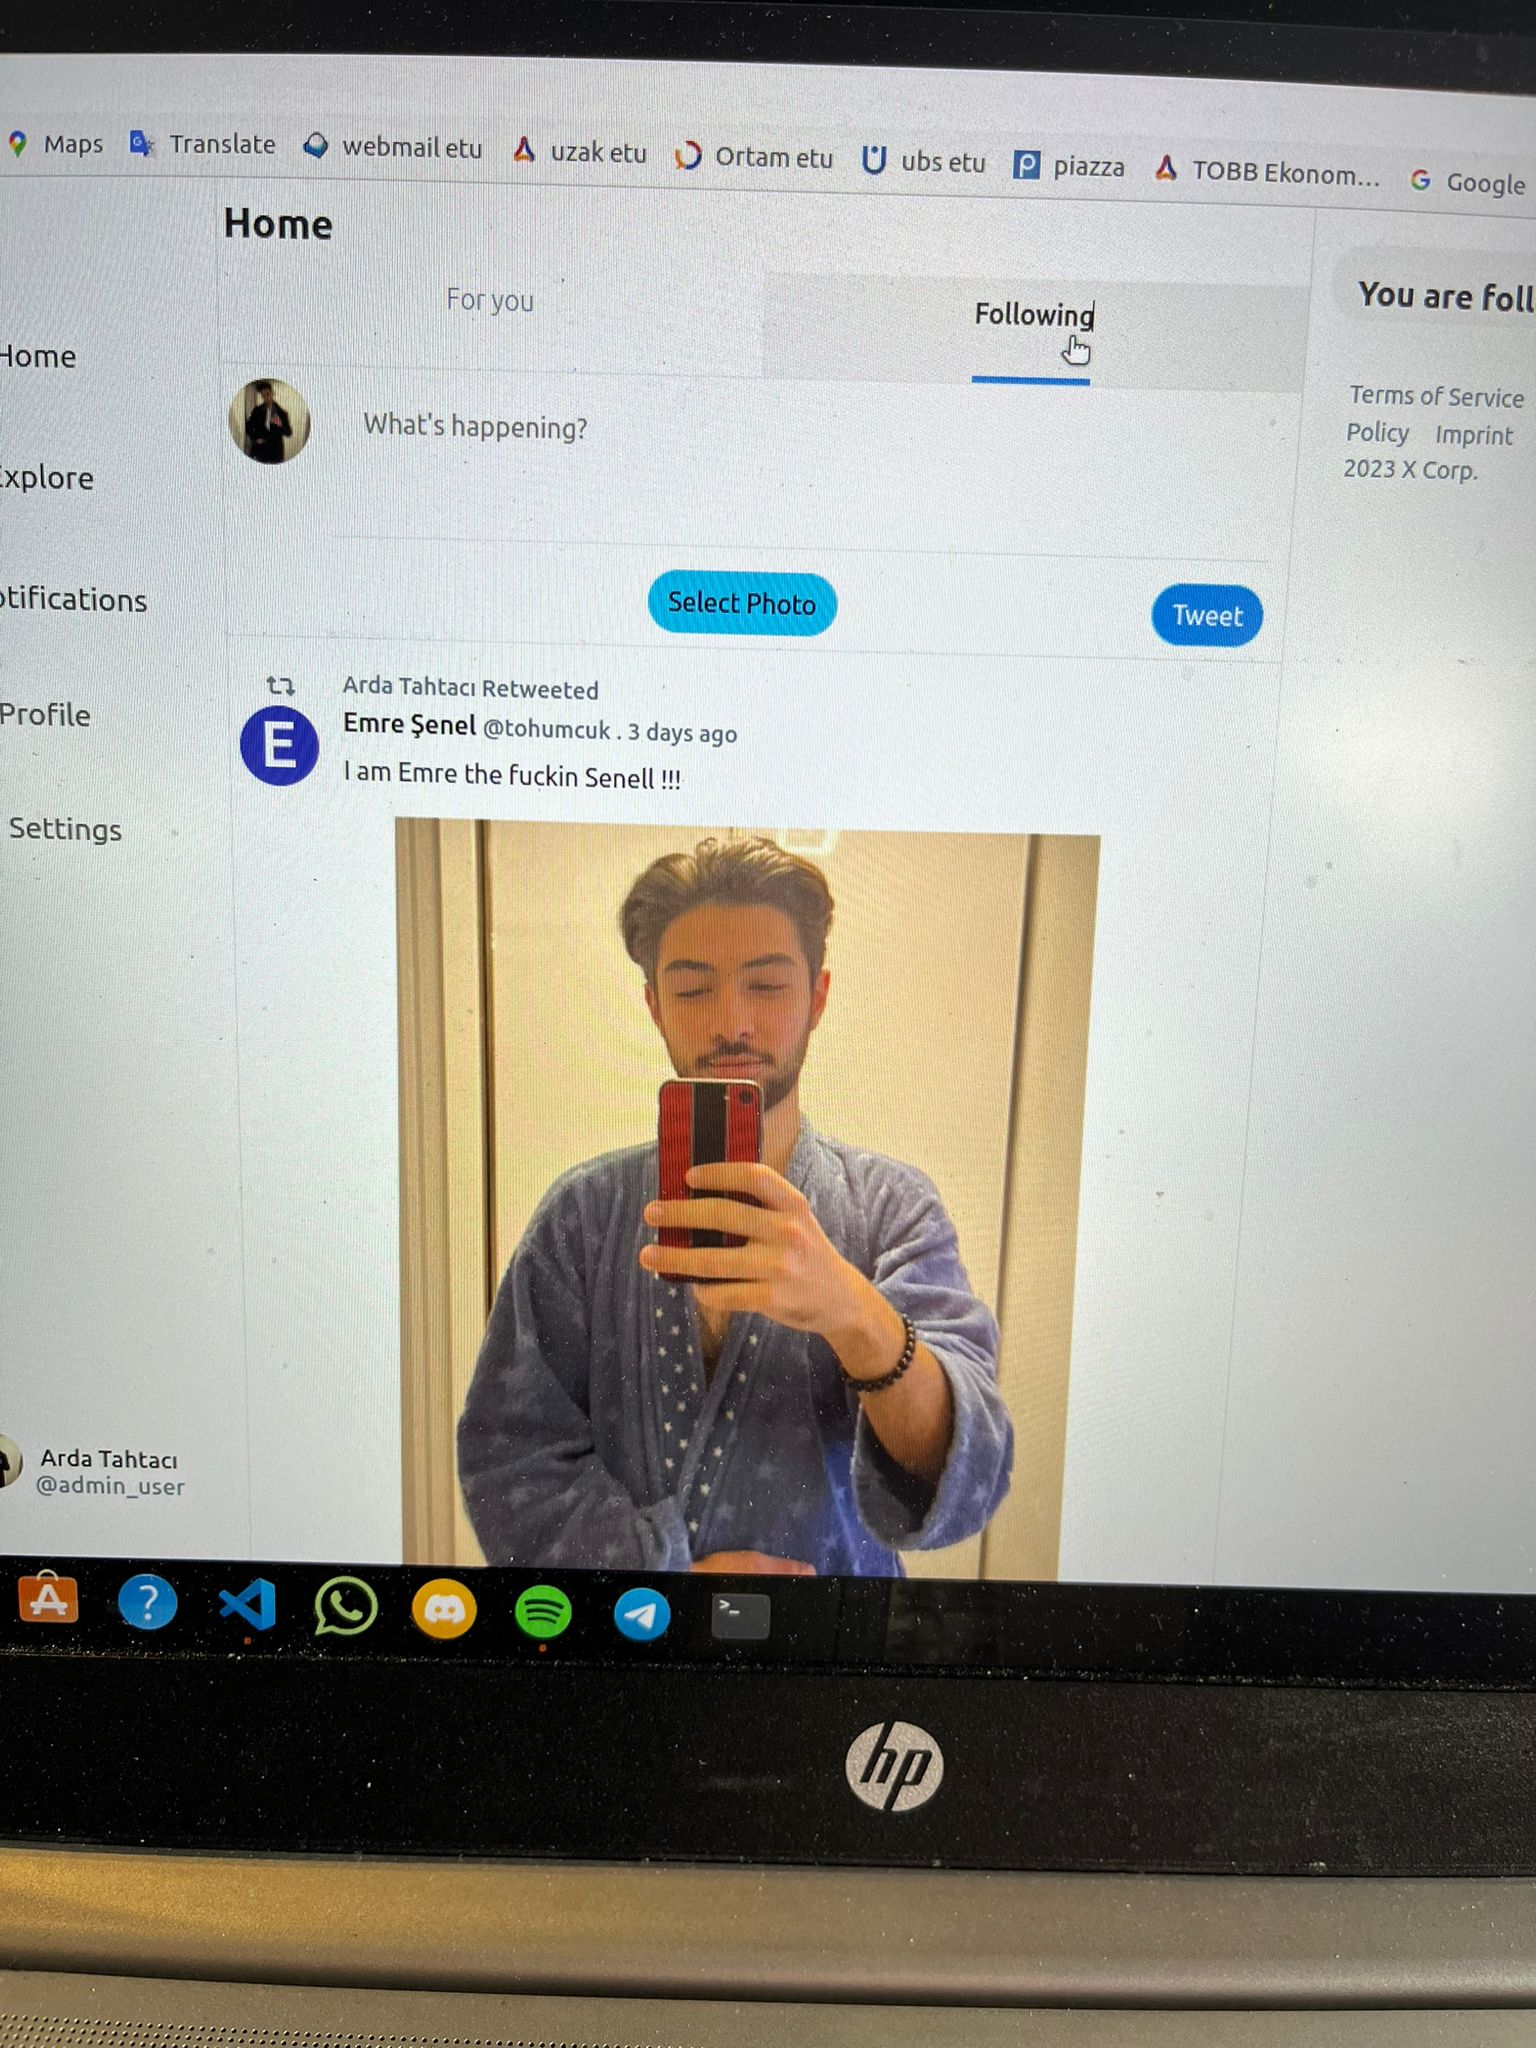 Maps Translate webmail etu uzak etu Ortam etu ubs etu piazza TOBB Ekonom... Google
Home
For you
Following
You are foll
Home
Explore
Notifications
Profile
Settings
What's happening?
Select Photo
Tweet
Terms of Service
Policy Imprint
2023 X Corp.
Arda Tahtacı Retweeted
E
Emre Şenel @tohumcuk . 3 days ago
I am Emre the fuckin Senell !!!
Arda Tahtacı
@admin_user
hp